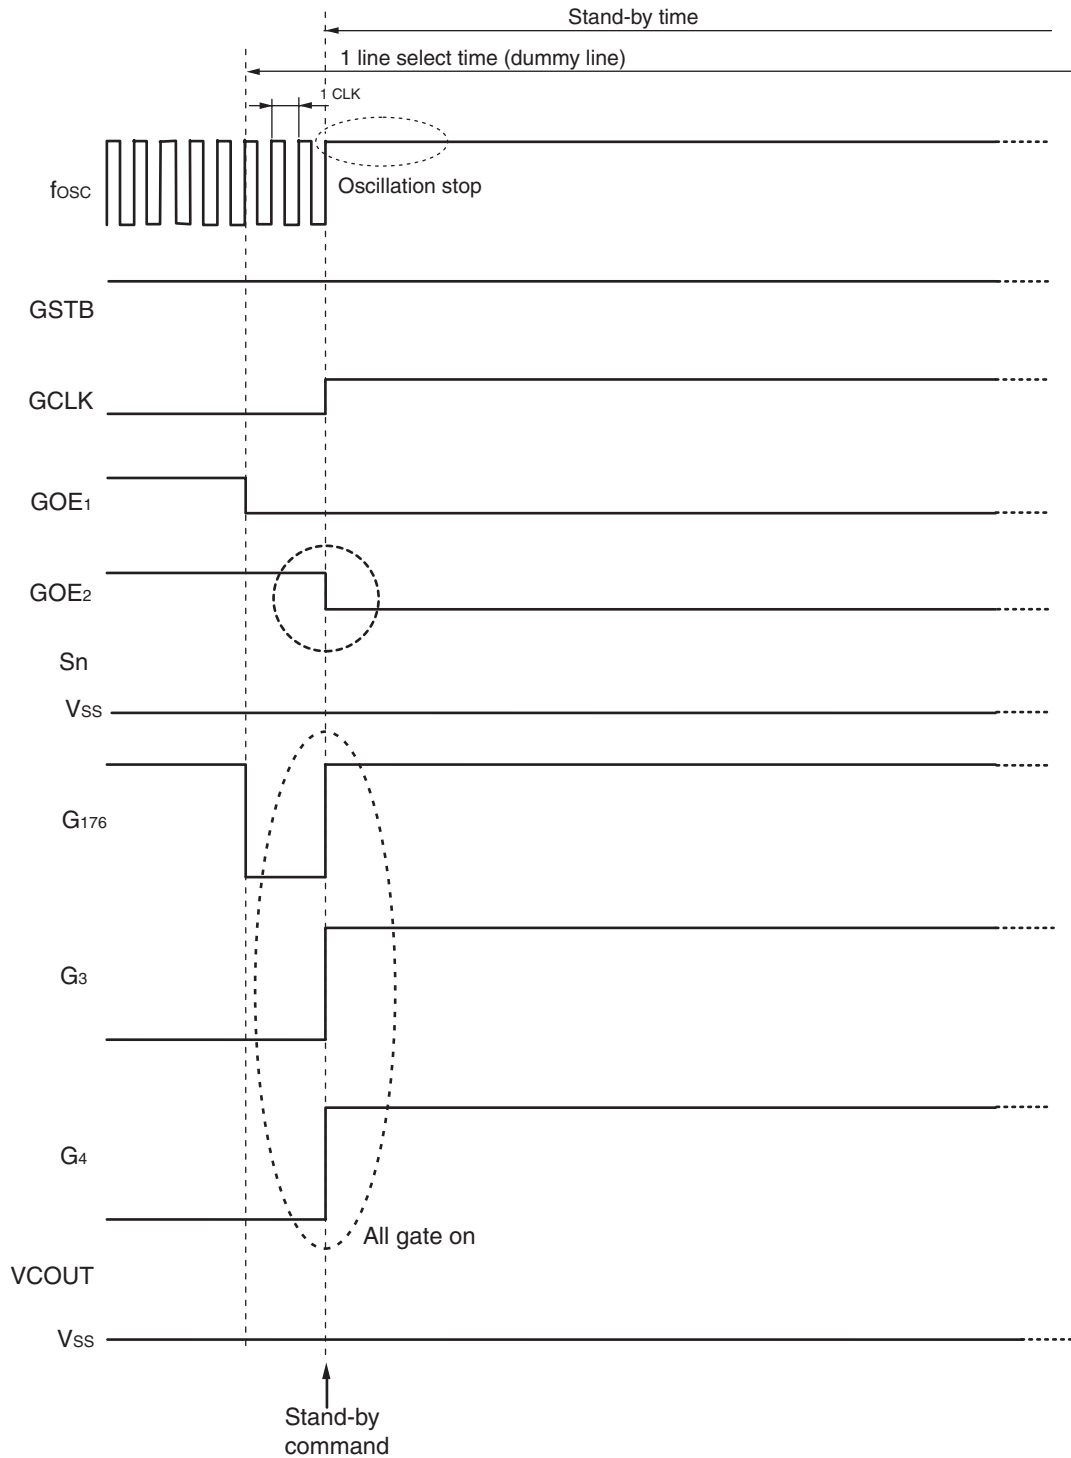 Stand-by time
1 line select time (dummy line)
1 CLK
fOSC
Oscillation stop
GSTB
GCLK
GOE1
GOE2
Sn
VSS
G176
G3
G4
All gate on
VCOUT
VSS
Stand-by
command